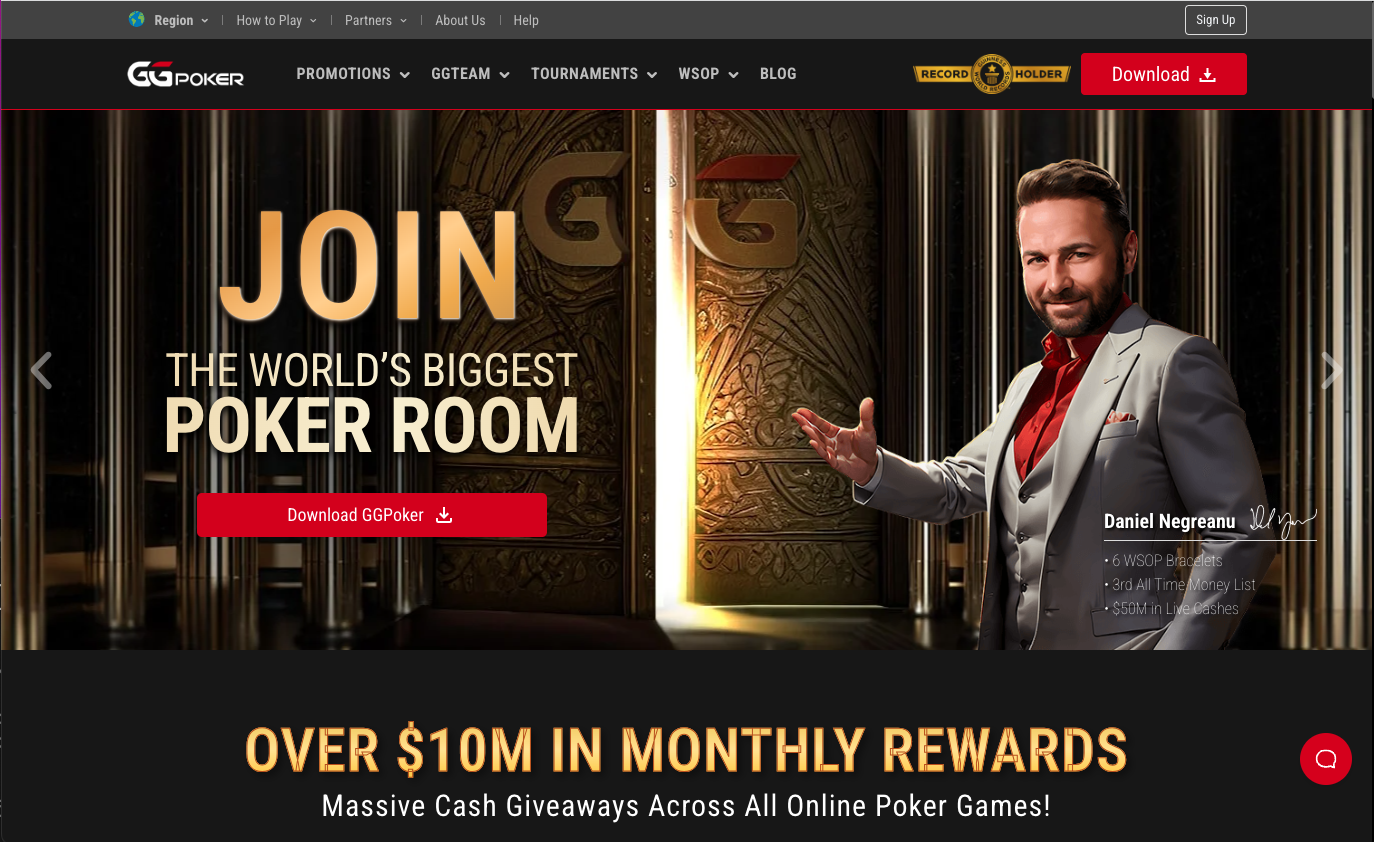 Region How to Play Partners About Us Help Sign Up
GGPOKER PROMOTIONS GGTEAM TOURNAMENTS WSOP BLOG RECORD GUINNESS WORLD RECORDS HOLDER Download
GG
JOIN
THE WORLD'S BIGGEST
POKER ROOM
Download GGPoker
Daniel Negreanu
• 6 WSOP Bracelets
• 3rd All Time Money List
• $50M in Live Cashes
OVER $10M IN MONTHLY REWARDS
Massive Cash Giveaways Across All Online Poker Games!